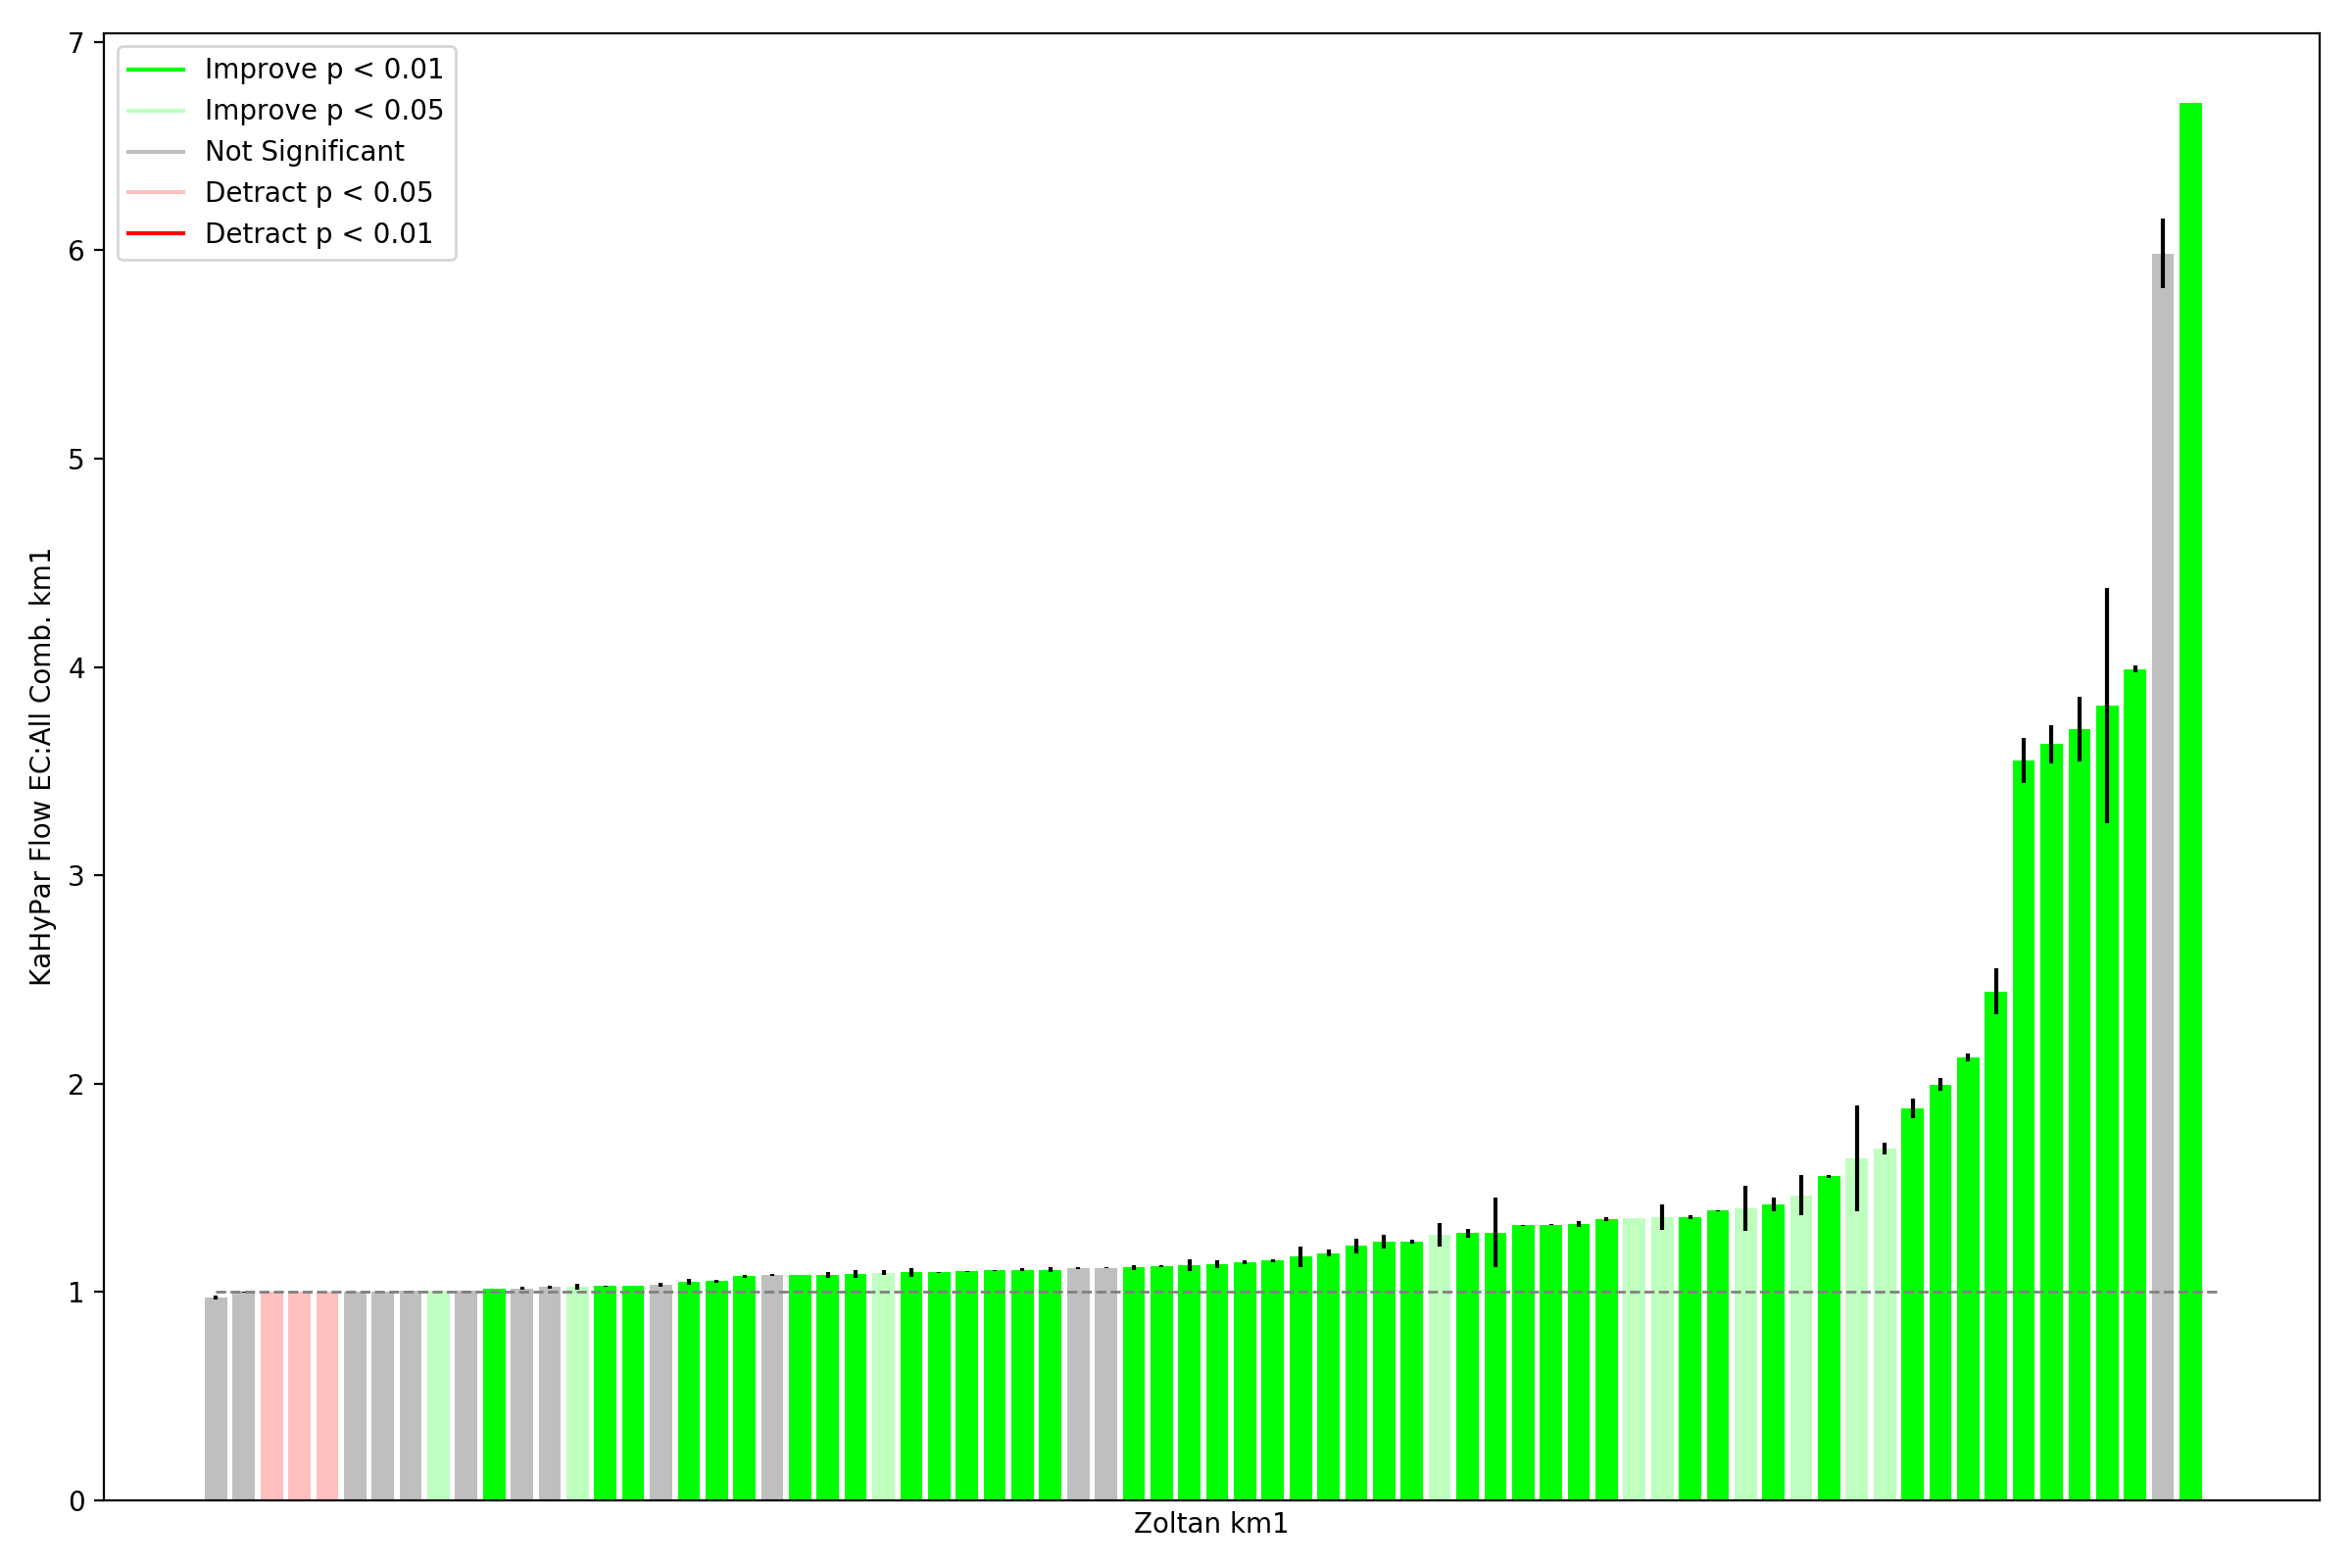 7
6
5
4
3
2
1
0
Improve p < 0.01
Improve p < 0.05
Not Significant
Detract p < 0.05
Detract p < 0.01
KaHyPar Flow EC:All Comb. km1
Zoltan km1